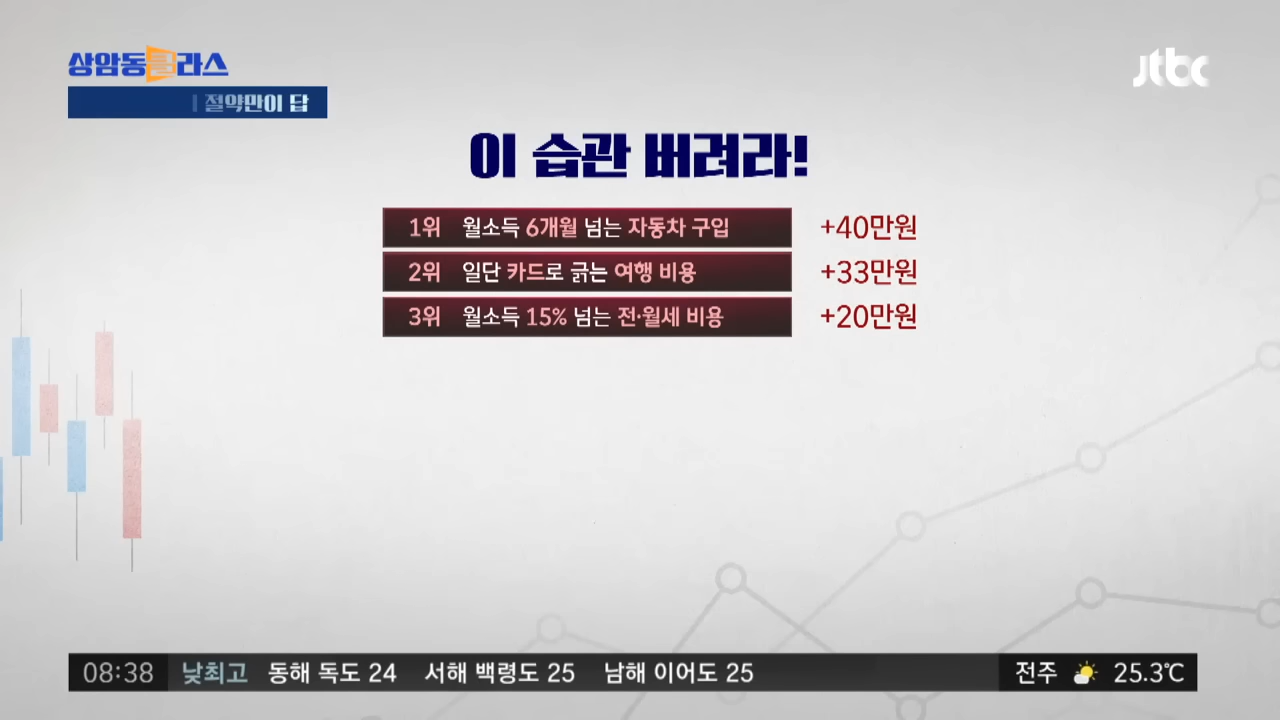 상암동클라스
jtbc
절약만이 답
이 습관 버려라!
1위 월소득 6개월 넘는 자동차 구입 +40만원
2위 일단 카드로 긁는 여행 비용 +33만원
3위 월소득 15% 넘는 전·월세 비용 +20만원
08:38 낮최고 동해 독도 24 서해 백령도 25 남해 이어도 25 전주 25.3℃